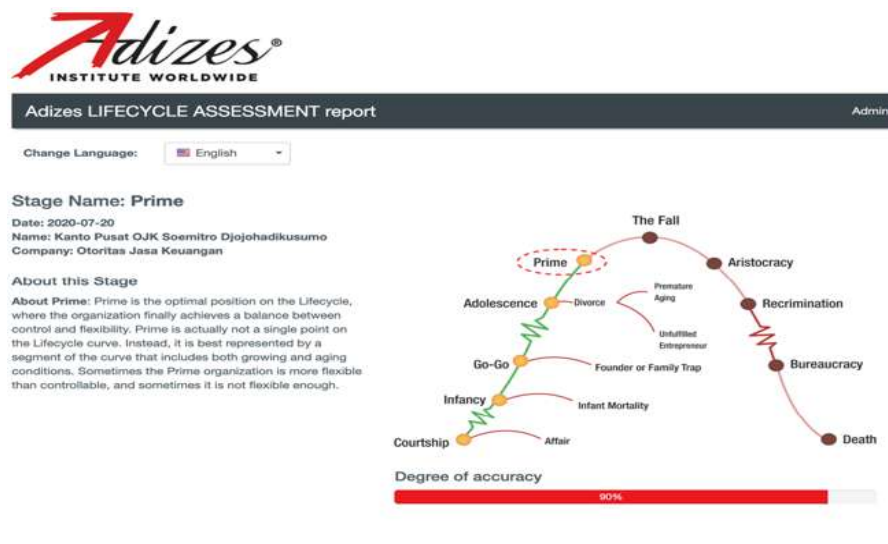 Adizes®
INSTITUTE WORLDWIDE
Adizes LIFECYCLE ASSESSMENT report
Admin
Change Language:
English
Stage Name: Prime
Date: 2020-07-20
Name: Kanto Pusat OJK Soemitro Djojohadikusumo
Company: Otoritas Jasa Keuangan
About this Stage
About Prime: Prime is the optimal position on the Lifecycle,
where the organization finally achieves a balance between
control and flexibility. Prime is actually not a single point on
the Lifecycle curve. Instead, it is best represented by a
segment of the curve that includes both growing and aging
conditions. Sometimes the Prime organization is more flexible
than controllable, and sometimes it is not flexible enough.
The Fall
Prime
Aristocracy
Premature
Aging
Adolescence
Divorce
Recrimination
Unfulfilled
Entrepreneur
Go-Go
Founder or Family Trap
Bureaucracy
Infancy
Infant Mortality
Courtship
Affair
Death
Degree of accuracy
90%